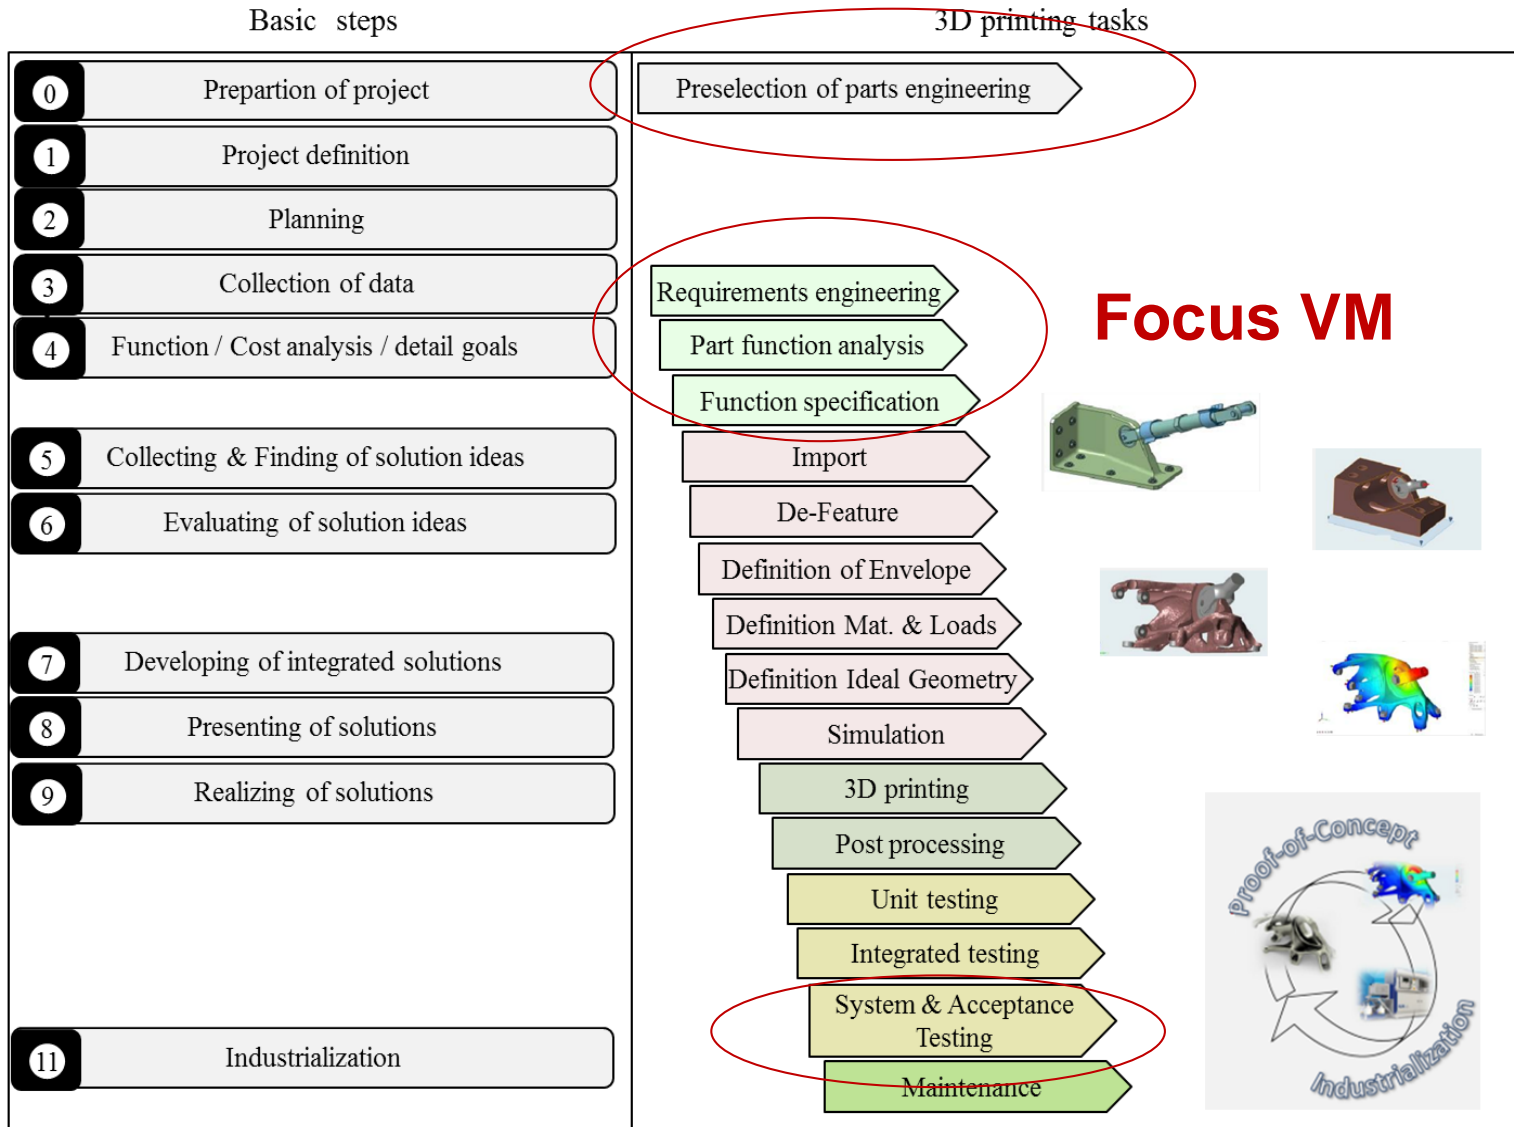 Basic steps
3D printing tasks
0 Prepartion of project
Preselection of parts engineering
1 Project definition
2 Planning
3 Collection of data
Requirements engineering
4 Function / Cost analysis / detail goals
Part function analysis
Function specification
Focus VM
5 Collecting & Finding of solution ideas
Import
6 Evaluating of solution ideas
De-Feature
Definition of Envelope
Definition Mat. & Loads
7 Developing of integrated solutions
Definition Ideal Geometry
8 Presenting of solutions
Simulation
9 Realizing of solutions
3D printing
Post processing
Unit testing
Integrated testing
System & Acceptance
Testing
11 Industrialization
Maintenance
Proof-of-Concept
Industrialization